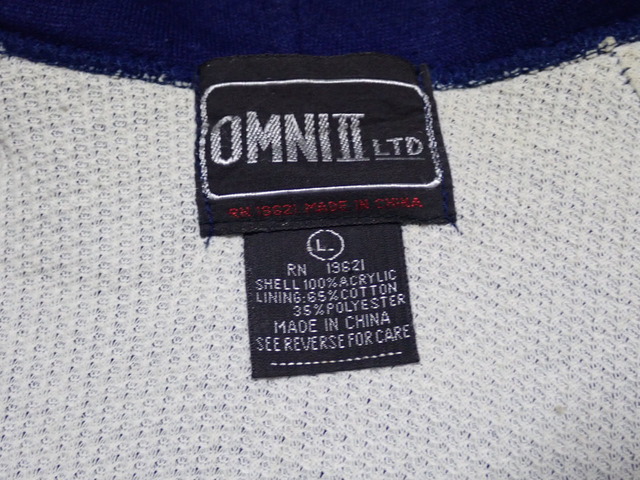 OMNI II LTD
RN 19621 MADE IN CHINA
L.
RN 19621
SHELL 100% ACRYLIC
LINING: 65% COTTON
35% POLYESTER
MADE IN CHINA
SEE REVERSE FOR CARE